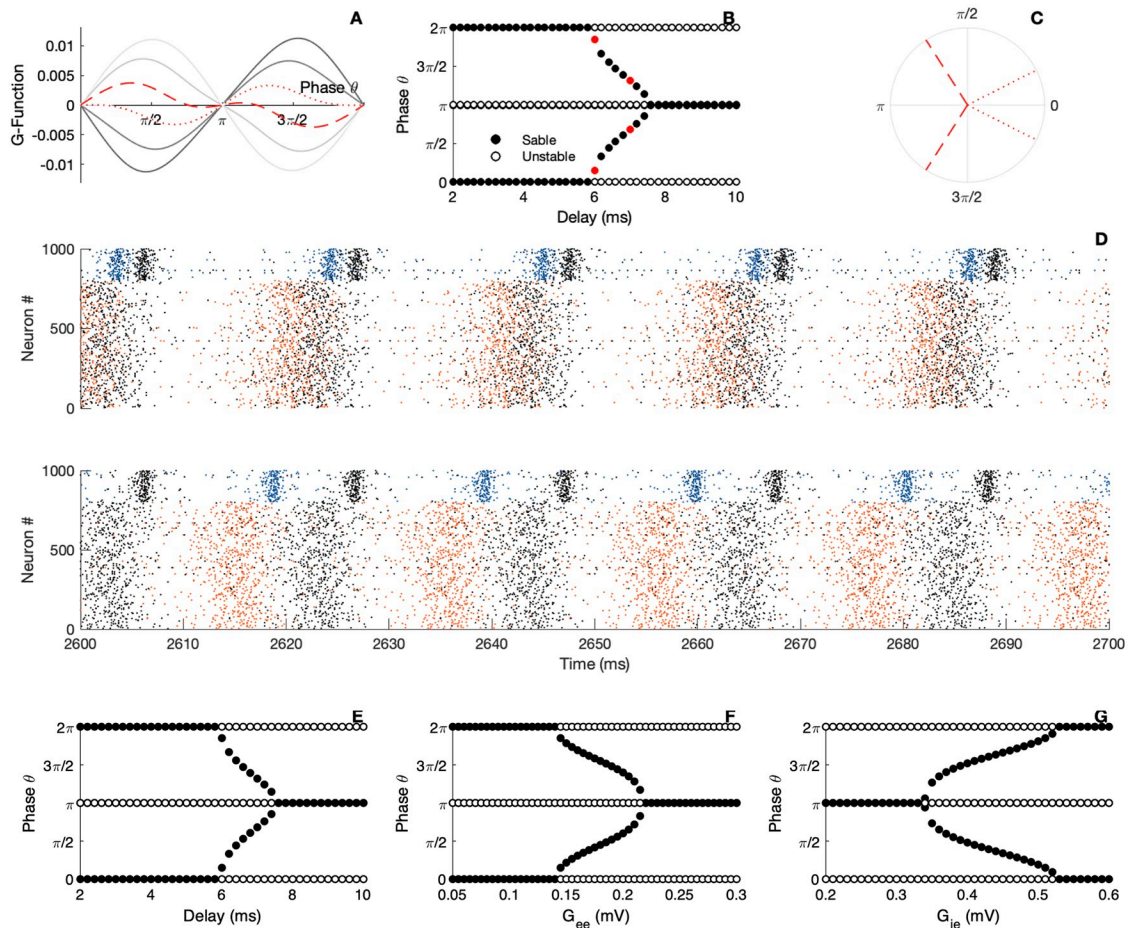 A
G-Function
0.01
0.005
0
-0.005
-0.01
Phase θ
π/2
π
3π/2
B
Phase θ
2π
3π/2
π
π/2
0
Sable
Unstable
2 4 6 8 10
Delay (ms)
C
π/2
π
0
3π/2
D
Neuron #
1000
500
0
Neuron #
1000
500
0
2600 2610 2620 2630 2640 2650 2660 2670 2680 2690 2700
Time (ms)
E
Phase θ
2π
3π/2
π
π/2
0
2 4 6 8 10
Delay (ms)
F
Phase θ
2π
3π/2
π
π/2
0
0.05 0.1 0.15 0.2 0.25 0.3
G_ee (mV)
G
Phase θ
2π
3π/2
π
π/2
0
0.2 0.3 0.4 0.5 0.6
G_ie (mV)